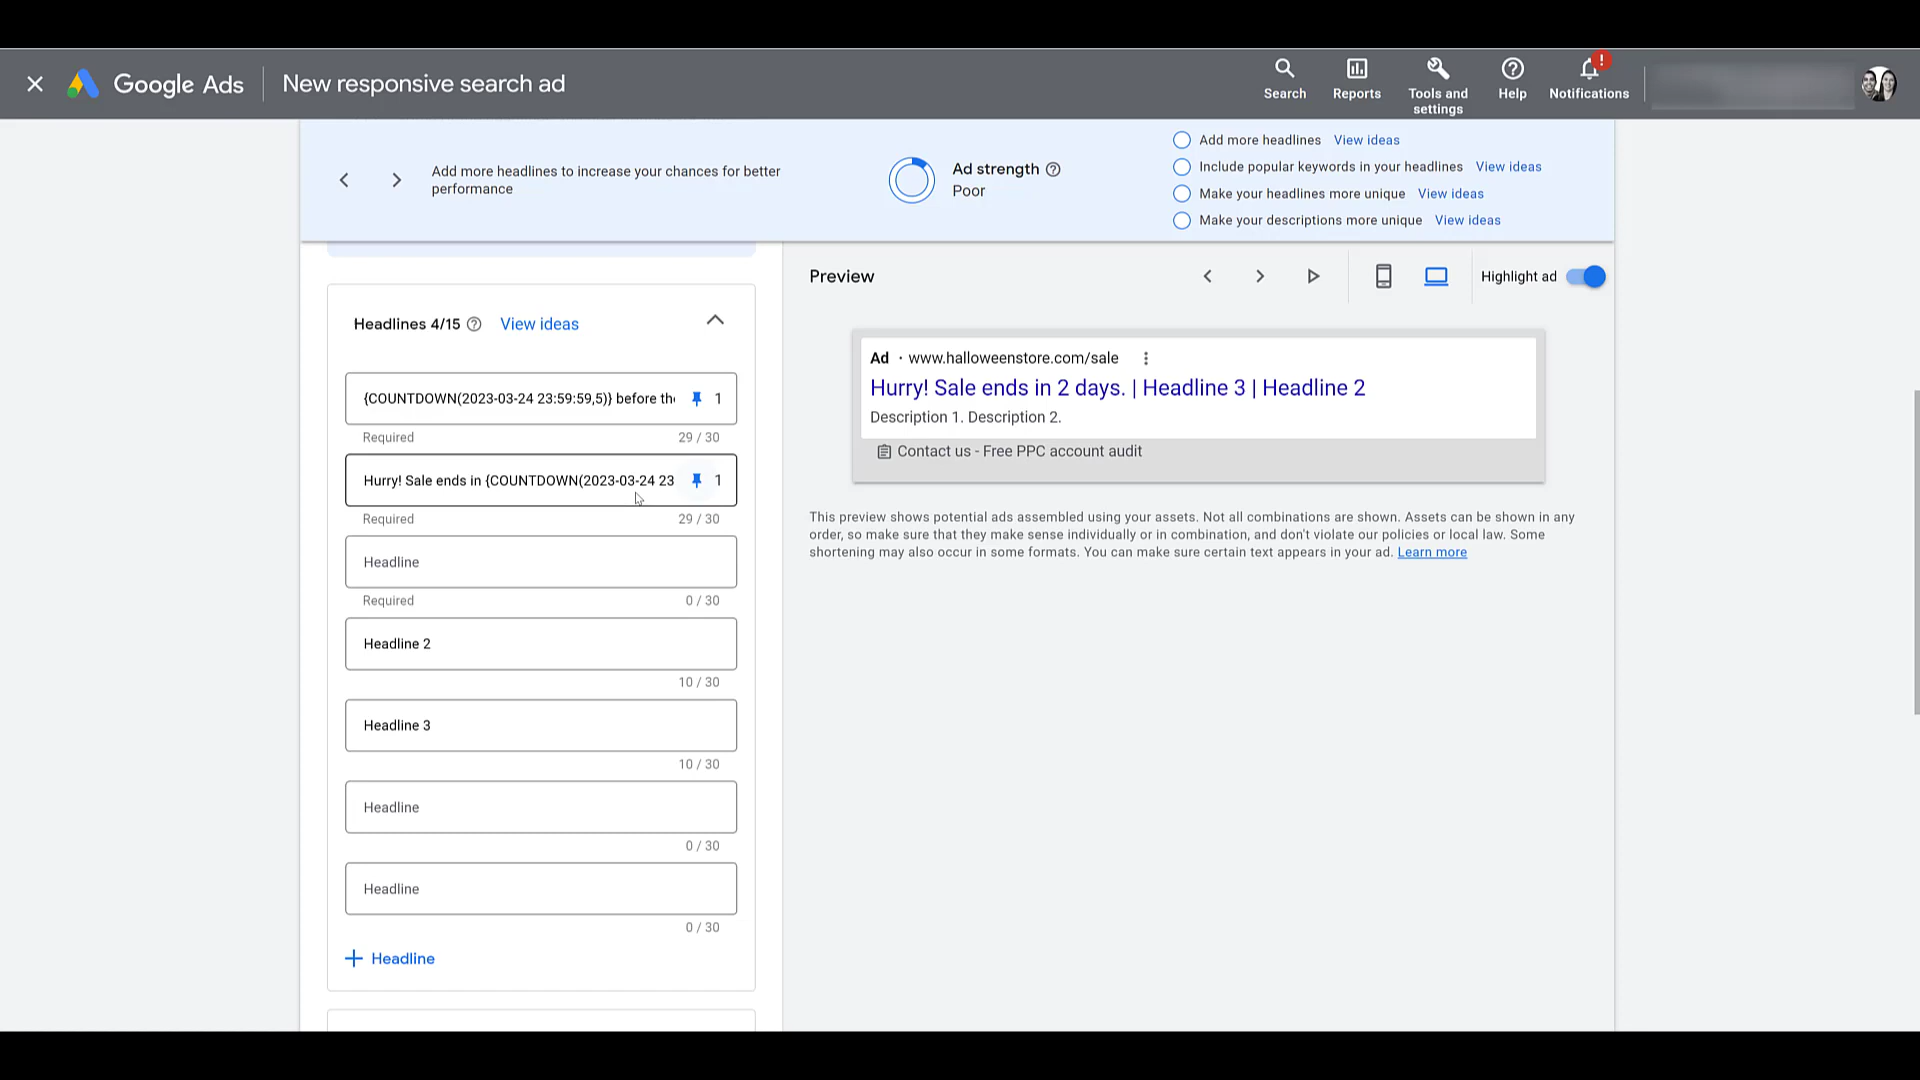 Google Ads
New responsive search ad
Search
Reports
Tools and
settings
Help
!
Notifications
Add more headlines to increase your chances for better
performance
Ad strength
Poor
Add more headlines View ideas
Include popular keywords in your headlines View ideas
Make your headlines more unique View ideas
Make your descriptions more unique View ideas
Headlines 4/15 View ideas
{COUNTDOWN(2023-03-24 23:59:59,5)} before 1
Required 29 / 30
Hurry! Sale ends in {COUNTDOWN(2023-03-24 23 1
Required 29 / 30
Headline
Required 0 / 30
Headline 2
10 / 30
Headline 3
10 / 30
Headline
0 / 30
Headline
0 / 30
+ Headline
Preview
Highlight ad
Ad · www.halloweenstore.com/sale
Hurry! Sale ends in 2 days. | Headline 3 | Headline 2
Description 1. Description 2.
Contact us - Free PPC account audit
This preview shows potential ads assembled using your assets. Not all combinations are shown. Assets can be shown in any
order, so make sure that they make sense individually or in combination, and don't violate our policies or local law. Some
shortening may also occur in some formats. You can make sure certain text appears in your ad. Learn more